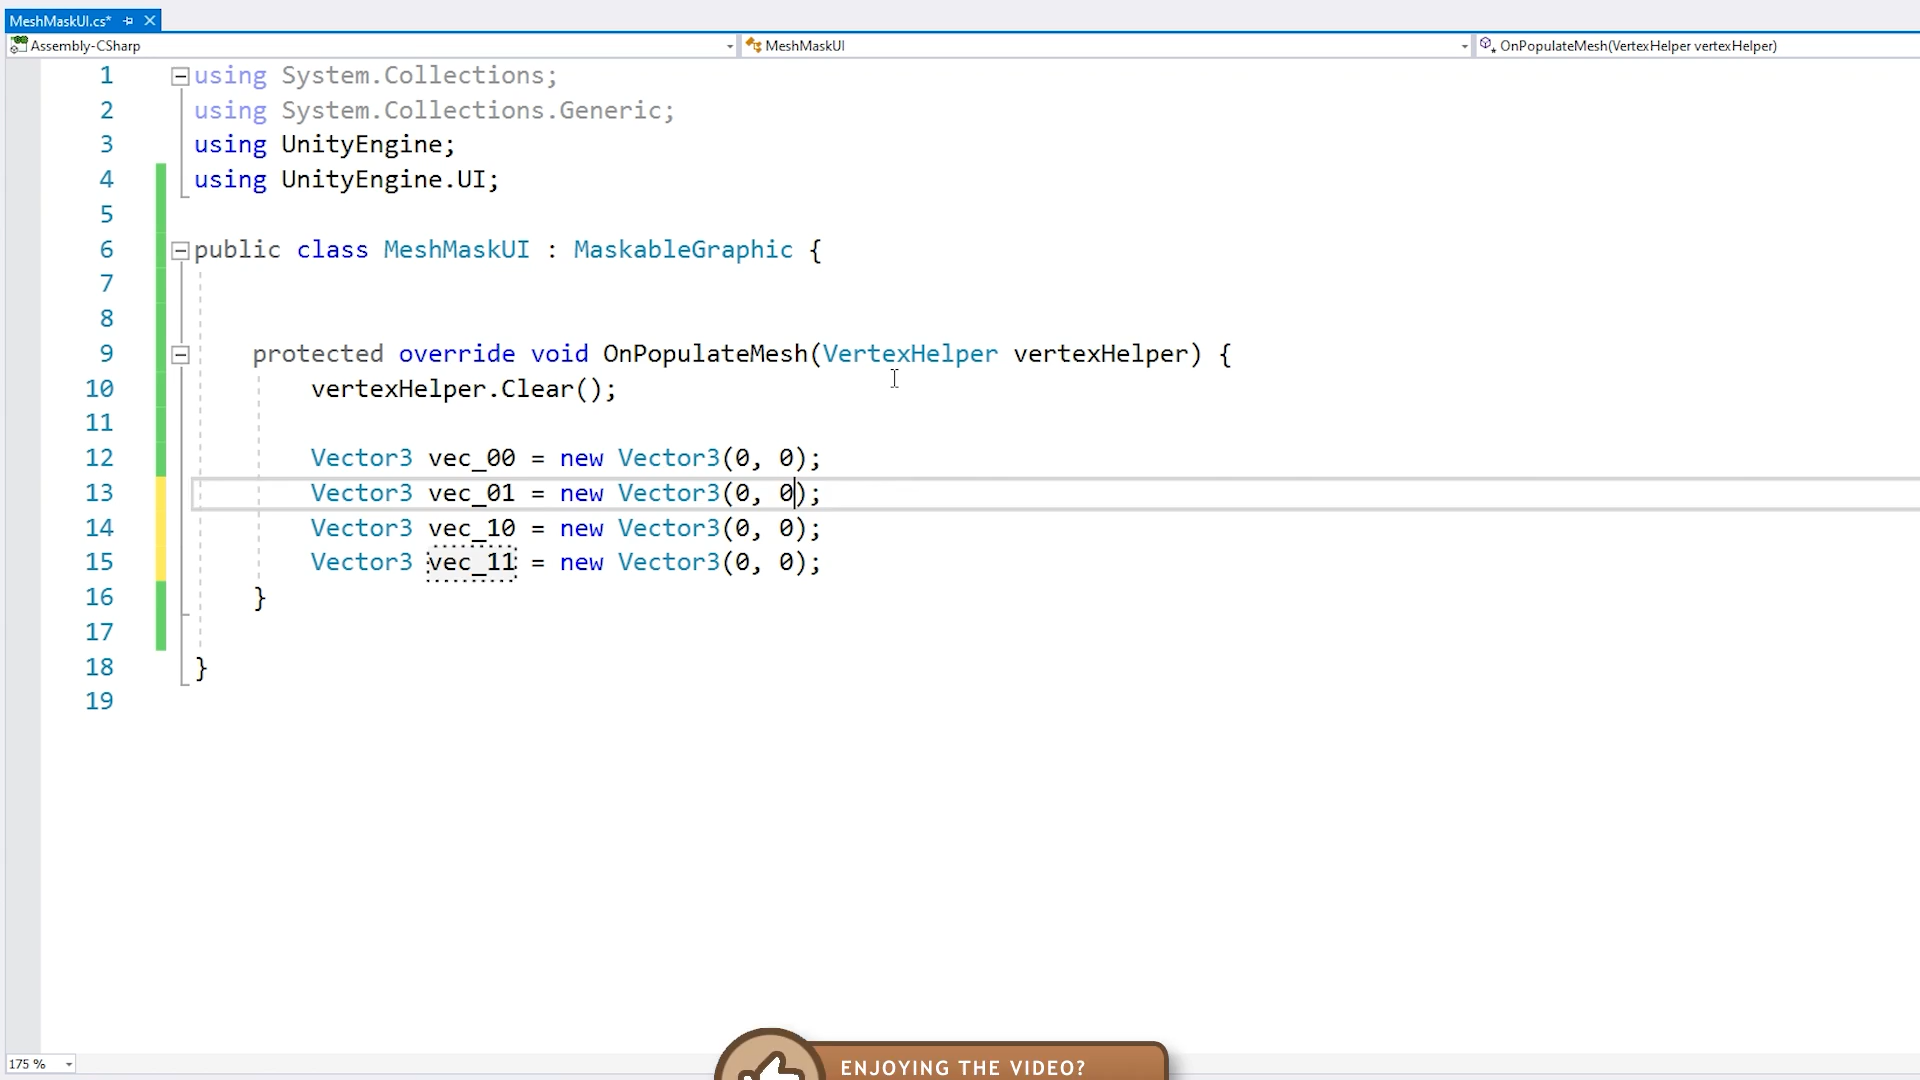 MeshMaskUI.cs*
Assembly-CSharp
MeshMaskUI
OnPopulateMesh(VertexHelper vertexHelper)
1 using System.Collections;
2 using System.Collections.Generic;
3 using UnityEngine;
4 using UnityEngine.UI;
5
6 public class MeshMaskUI : MaskableGraphic {
7
8
9 protected override void OnPopulateMesh(VertexHelper vertexHelper) {
10 vertexHelper.Clear();
11
12 Vector3 vec_00 = new Vector3(0, 0);
13 Vector3 vec_01 = new Vector3(0, 0);
14 Vector3 vec_10 = new Vector3(0, 0);
15 Vector3 vec_11 = new Vector3(0, 0);
16 }
17
18 }
19
175 %
ENJOYING THE VIDEO?